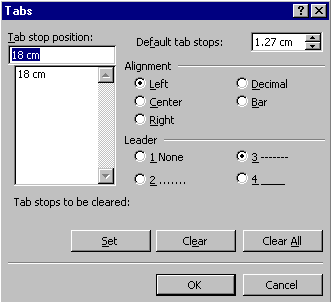 Tabs
Tab stop position:
Default tab stops: 1.27 cm
18 cm
18 cm
Alignment
Left Decimal
Center Bar
Right
Leader
1 None 3 -------
2 ....... 4 ____
Tab stops to be cleared:
Set Clear Clear All
OK Cancel